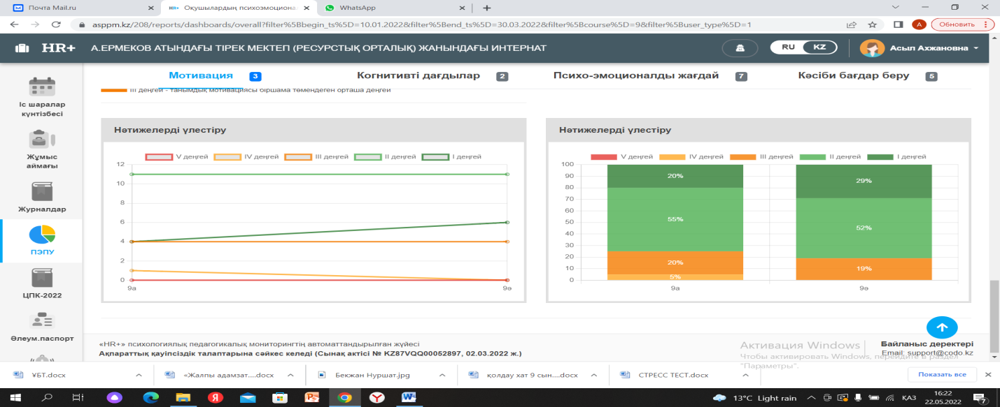 Почта Mail.ru
HR+ Оқушылардың психоэмоциона
WhatsApp
asppm.kz/208/reports/dashboards/overall?filter%5Bbegin_ts%5D=10.01.2022&filter%5Bend_ts%5D=30.03.2022&filter%5Bcourse%5D=9&filter%5Buser_type%5D=1
А
Обновить
HR+
А.ЕРМЕКОВ АТЫНДАҒЫ ТІРЕК МЕКТЕП (РЕСУРСТЫҚ ОРТАЛЫҚ) ЖАНЫНДАҒЫ ИНТЕРНАТ
RU KZ
Асыл Ахжановна
Іс шаралар
күнтізбесі
Жұмыс
аймағы
Журналдар
ПЭПУ
ЦПК-2022
Әлеум.паспорт
Мотивация 3
Когнитивті дағдылар 2
Психо-эмоционалды жағдай 7
Кәсіби бағдар беру 5
III деңгей - танымдық мотивациясы біршама төмендеген орташа деңгей
Нәтижелерді үлестіру
V деңгей IV деңгей III деңгей II деңгей I деңгей
12
10
8
6
4
2
0
9а 9ә
Нәтижелерді үлестіру
V деңгей IV деңгей III деңгей II деңгей I деңгей
100
90
80
70
60
50
40
30
20
10
0
20%
55%
20%
5%
29%
52%
19%
9а 9ә
«HR+» психологиялық педагогикалық мониторингтің автоматтандырылған жүйесі
Ақпараттық қауіпсіздік талаптарына сәйкес келеді (Сынақ актісі № KZ87VQQ00052897, 02.03.2022 ж.)
Байланыс деректері
Email: support@codo.kz
Активация Windows
Чтобы активировать Windows, перейдите в раздел
"Параметры".
ҰБТ.docx
«Жалпы адамзат....docx
Бекжан Нуршат.jpg
қолдау хат 9 сын....docx
СТРЕСС ТЕСТ.docx
Показать все
13°C Light rain
ҚАЗ
16:22
22.05.2022
7